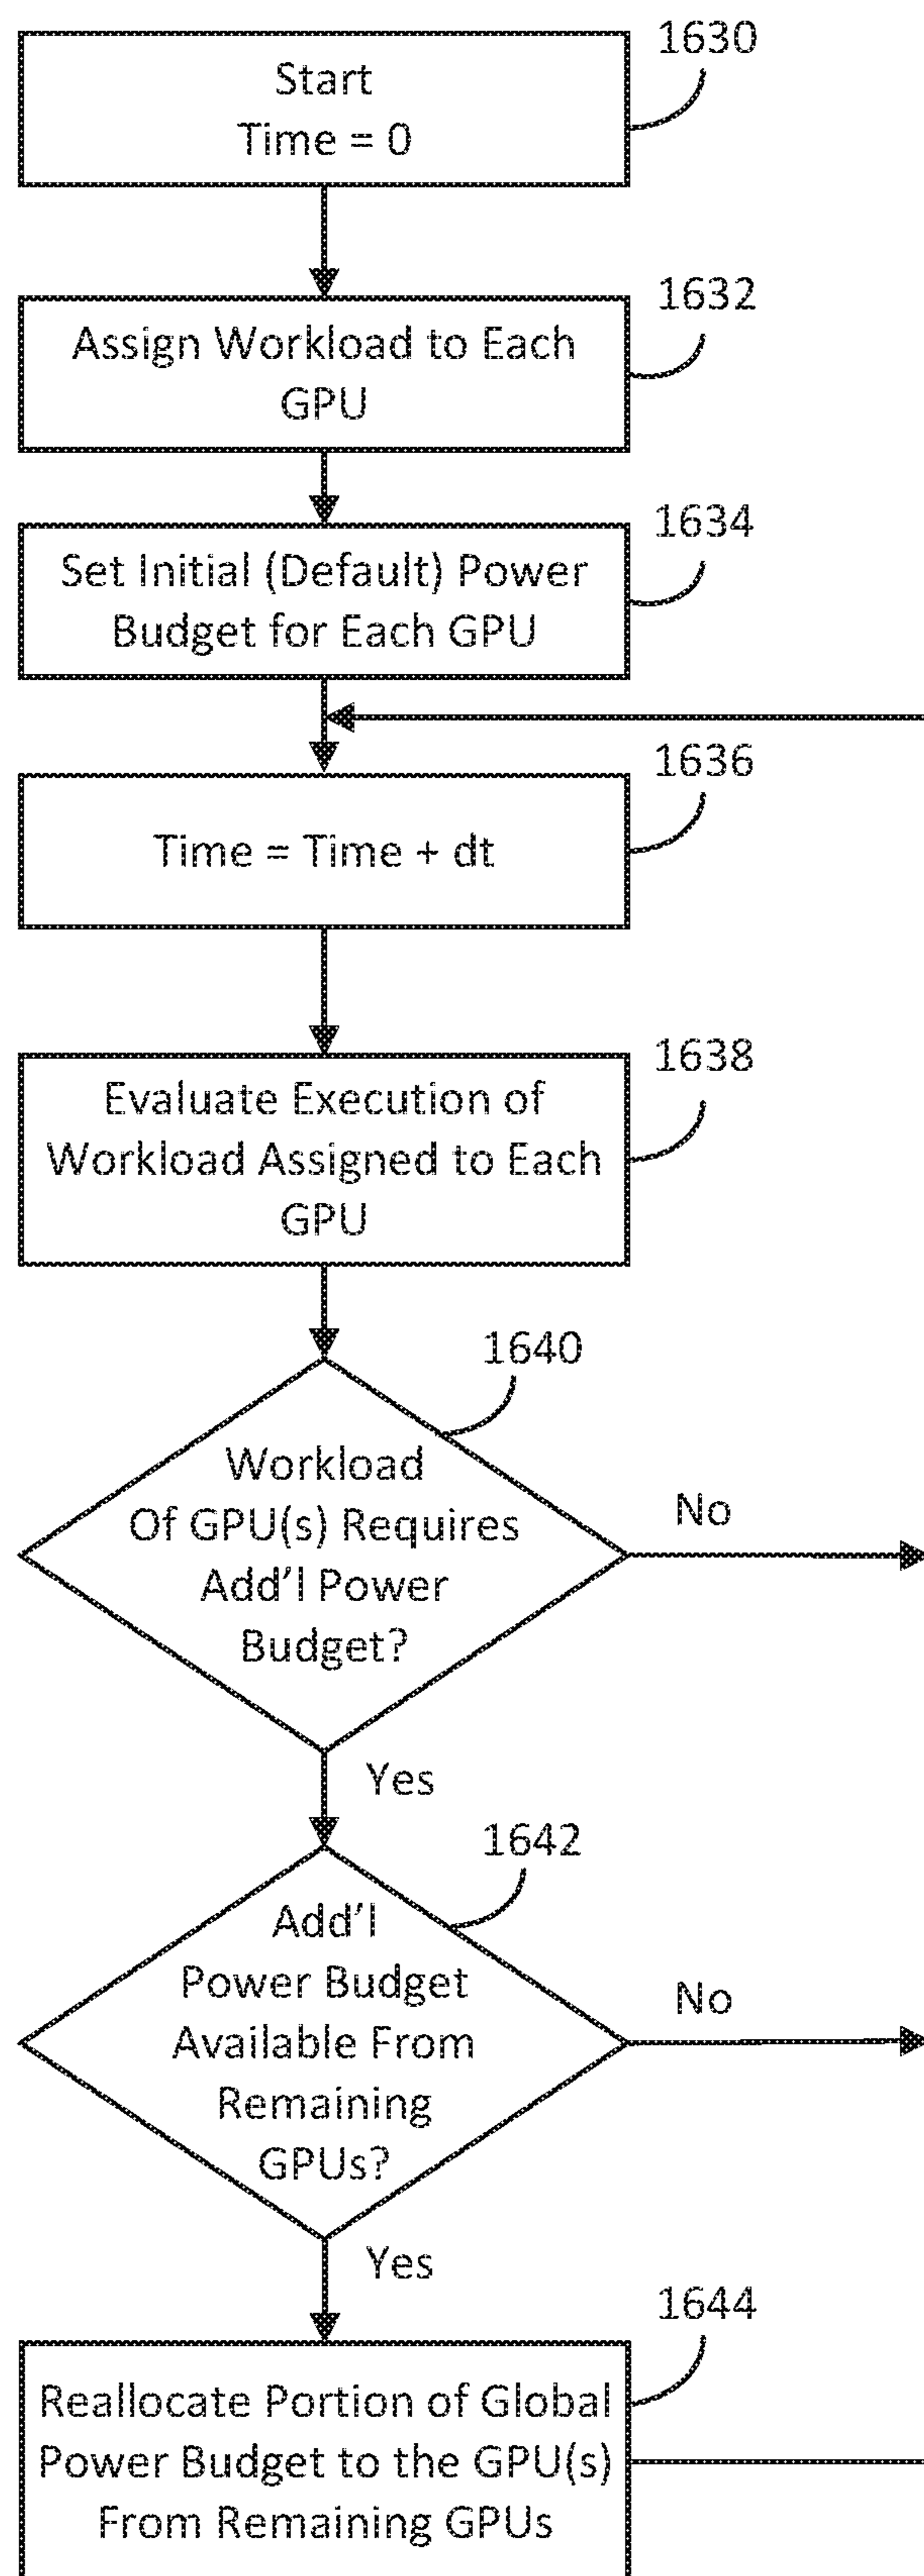 1630
Start
Time = 0
1632
Assign Workload to Each
GPU
1634
Set Initial (Default) Power
Budget for Each GPU
1636
Time = Time + dt
1638
Evaluate Execution of
Workload Assigned to Each
GPU
1640
Workload
Of GPU(s) Requires
Add'l Power
Budget?
No
Yes
1642
Add'l
Power Budget
Available From
Remaining
GPUs?
No
Yes
1644
Reallocate Portion of Global
Power Budget to the GPU(s)
From Remaining GPUs